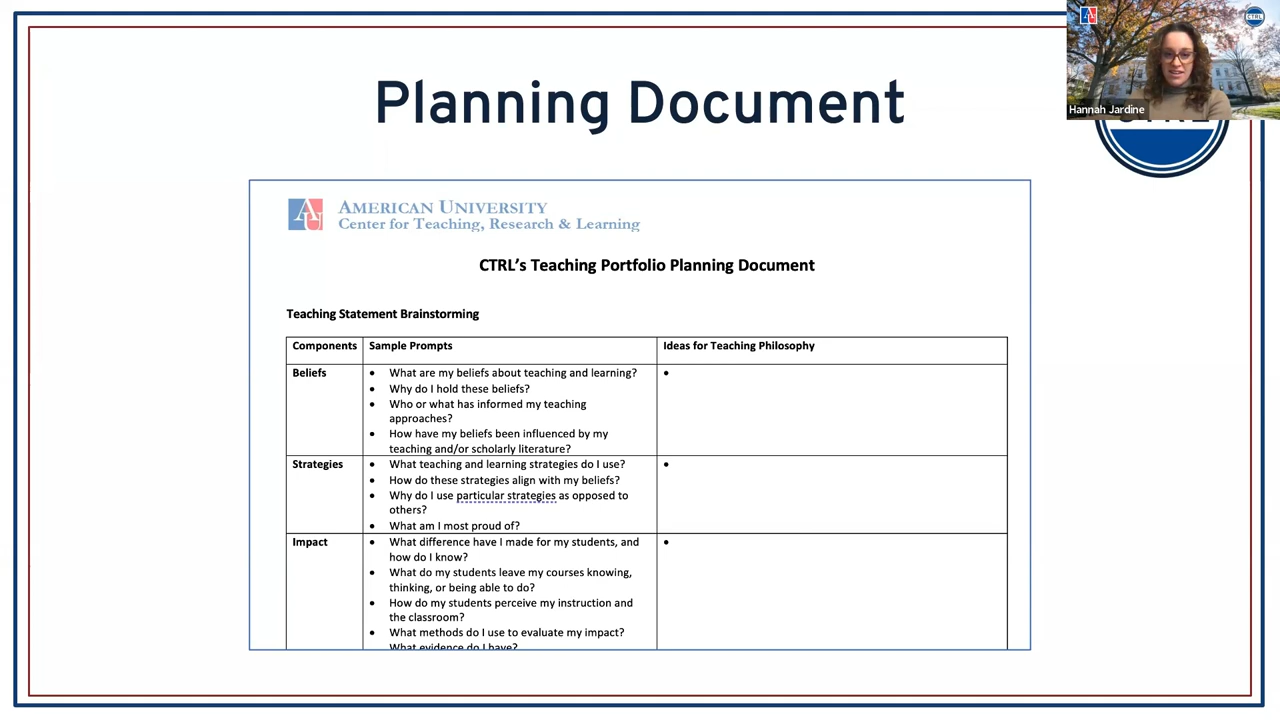 Planning Document
CTRL
Hannah Jardine
AU
AMERICAN UNIVERSITY
Center for Teaching, Research & Learning
CTRL's Teaching Portfolio Planning Document
Teaching Statement Brainstorming
Components Sample Prompts Ideas for Teaching Philosophy
Beliefs
• What are my beliefs about teaching and learning?
• Why do I hold these beliefs?
• Who or what has informed my teaching
approaches?
• How have my beliefs been influenced by my
teaching and/or scholarly literature?
•
Strategies
• What teaching and learning strategies do I use?
• How do these strategies align with my beliefs?
• Why do I use particular strategies as opposed to
others?
• What am I most proud of?
•
Impact
• What difference have I made for my students, and
how do I know?
• What do my students leave my courses knowing,
thinking, or being able to do?
• How do my students perceive my instruction and
the classroom?
• What methods do I use to evaluate my impact?
What evidence do I have?
•